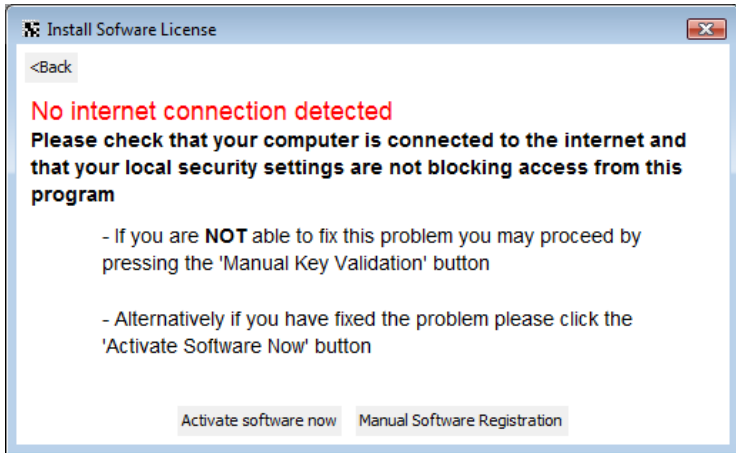 Install Sofware License
<Back
No internet connection detected
Please check that your computer is connected to the internet and
that your local security settings are not blocking access from this
program
- If you are NOT able to fix this problem you may proceed by
pressing the 'Manual Key Validation' button
- Alternatively if you have fixed the problem please click the
'Activate Software Now' button
Activate software now Manual Software Registration